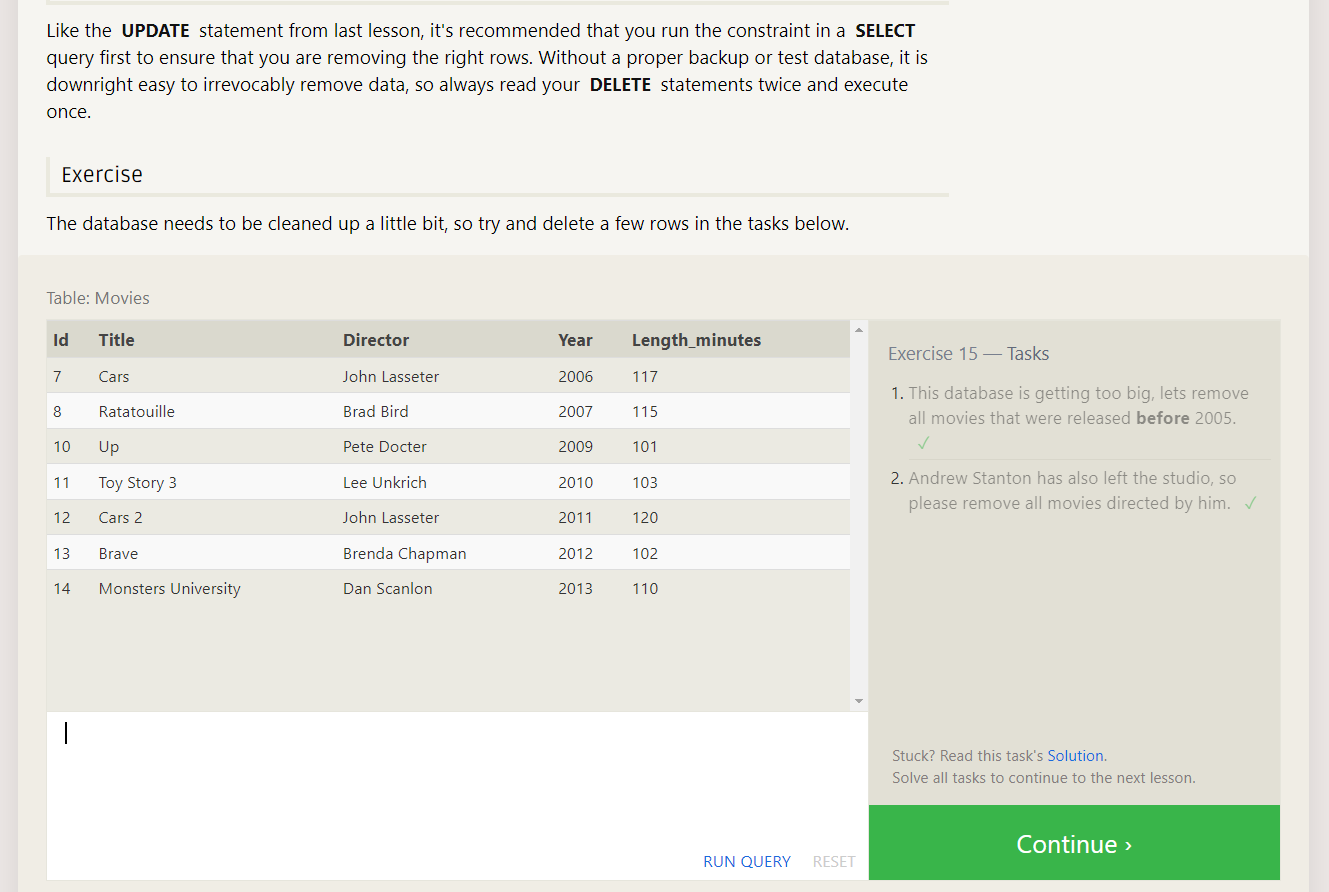 Like the UPDATE statement from last lesson, it's recommended that you run the constraint in a SELECT
query first to ensure that you are removing the right rows. Without a proper backup or test database, it is
downright easy to irrevocably remove data, so always read your DELETE statements twice and execute
once.
Exercise
The database needs to be cleaned up a little bit, so try and delete a few rows in the tasks below.
Table: Movies
Id Title Director Year Length_minutes
7 Cars John Lasseter 2006 117
8 Ratatouille Brad Bird 2007 115
10 Up Pete Docter 2009 101
11 Toy Story 3 Lee Unkrich 2010 103
12 Cars 2 John Lasseter 2011 120
13 Brave Brenda Chapman 2012 102
14 Monsters University Dan Scanlon 2013 110
RUN QUERY RESET
Exercise 15 — Tasks
1. This database is getting too big, lets remove
all movies that were released before 2005.
✓
2. Andrew Stanton has also left the studio, so
please remove all movies directed by him. ✓
Stuck? Read this task's Solution.
Solve all tasks to continue to the next lesson.
Continue ›